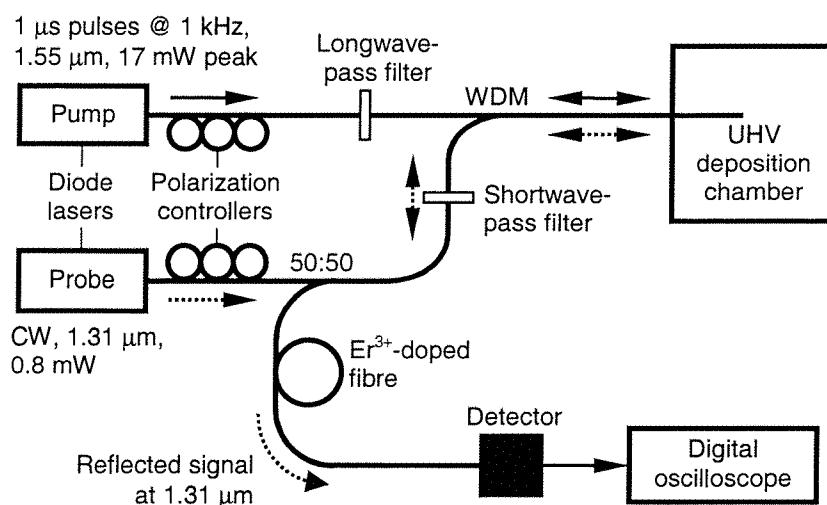 1 μs pulses @ 1 kHz,
1.55 μm, 17 mW peak
Longwave-
pass filter
WDM
Pump
UHV
deposition
chamber
Diode
lasers
Polarization
controllers
Shortwave-
pass filter
Probe
50:50
CW, 1.31 μm,
0.8 mW
Er³⁺-doped
fibre
Detector
Reflected signal
at 1.31 μm
Digital
oscilloscope